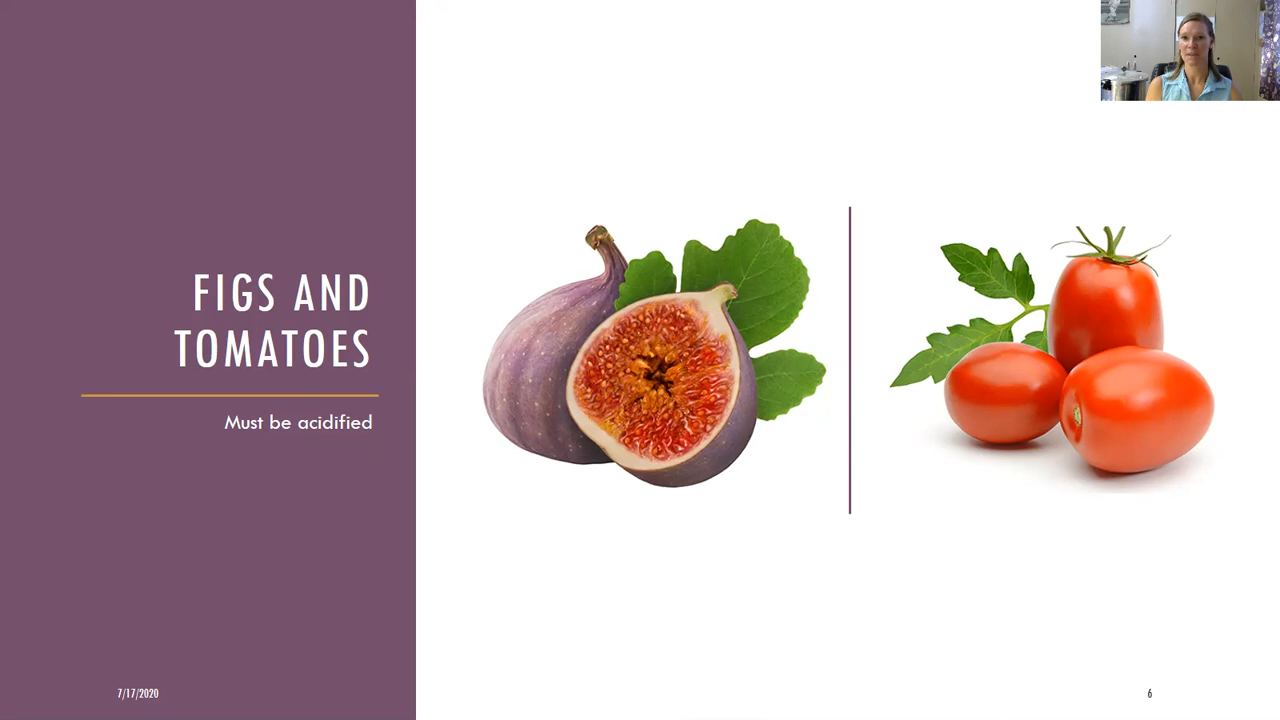 FIGS AND
TOMATOES
Must be acidified
7/17/2020
6